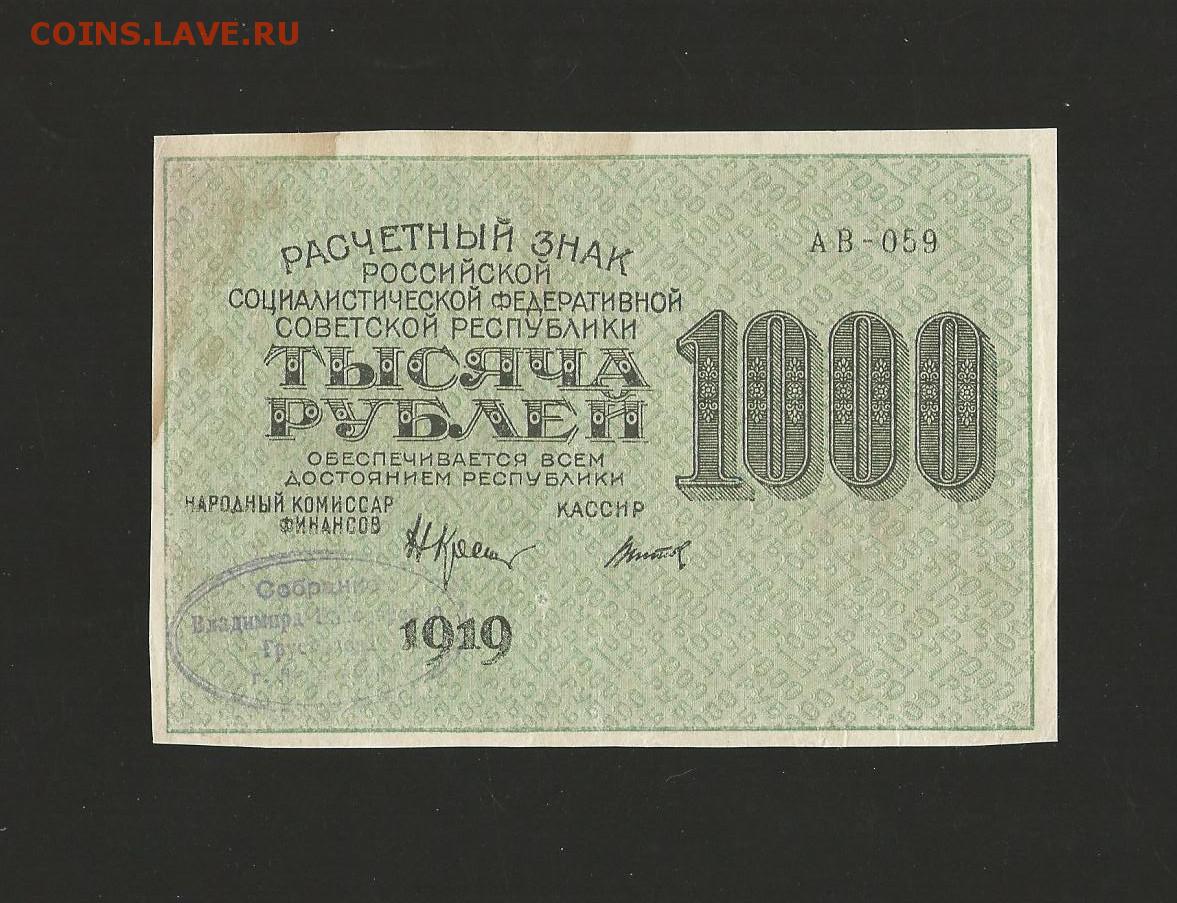 COINS.LAVE.RU
РАСЧЕТНЫЙ ЗНАК
РОССИЙСКОЙ
СОЦИАЛИСТИЧЕСКОЙ ФЕДЕРАТИВНОЙ
СОВЕТСКОЙ РЕСПУБЛИКИ
ТЫСЯЧА
РУБЛЕЙ
ОБЕСПЕЧИВАЕТСЯ ВСЕМ
ДОСТОЯНИЕМ РЕСПУБЛИКИ
НАРОДНЫЙ КОМИССАР
ФИНАНСОВ
КАССИР
АВ-059
1000
Собрание
Владимира
г.
1919